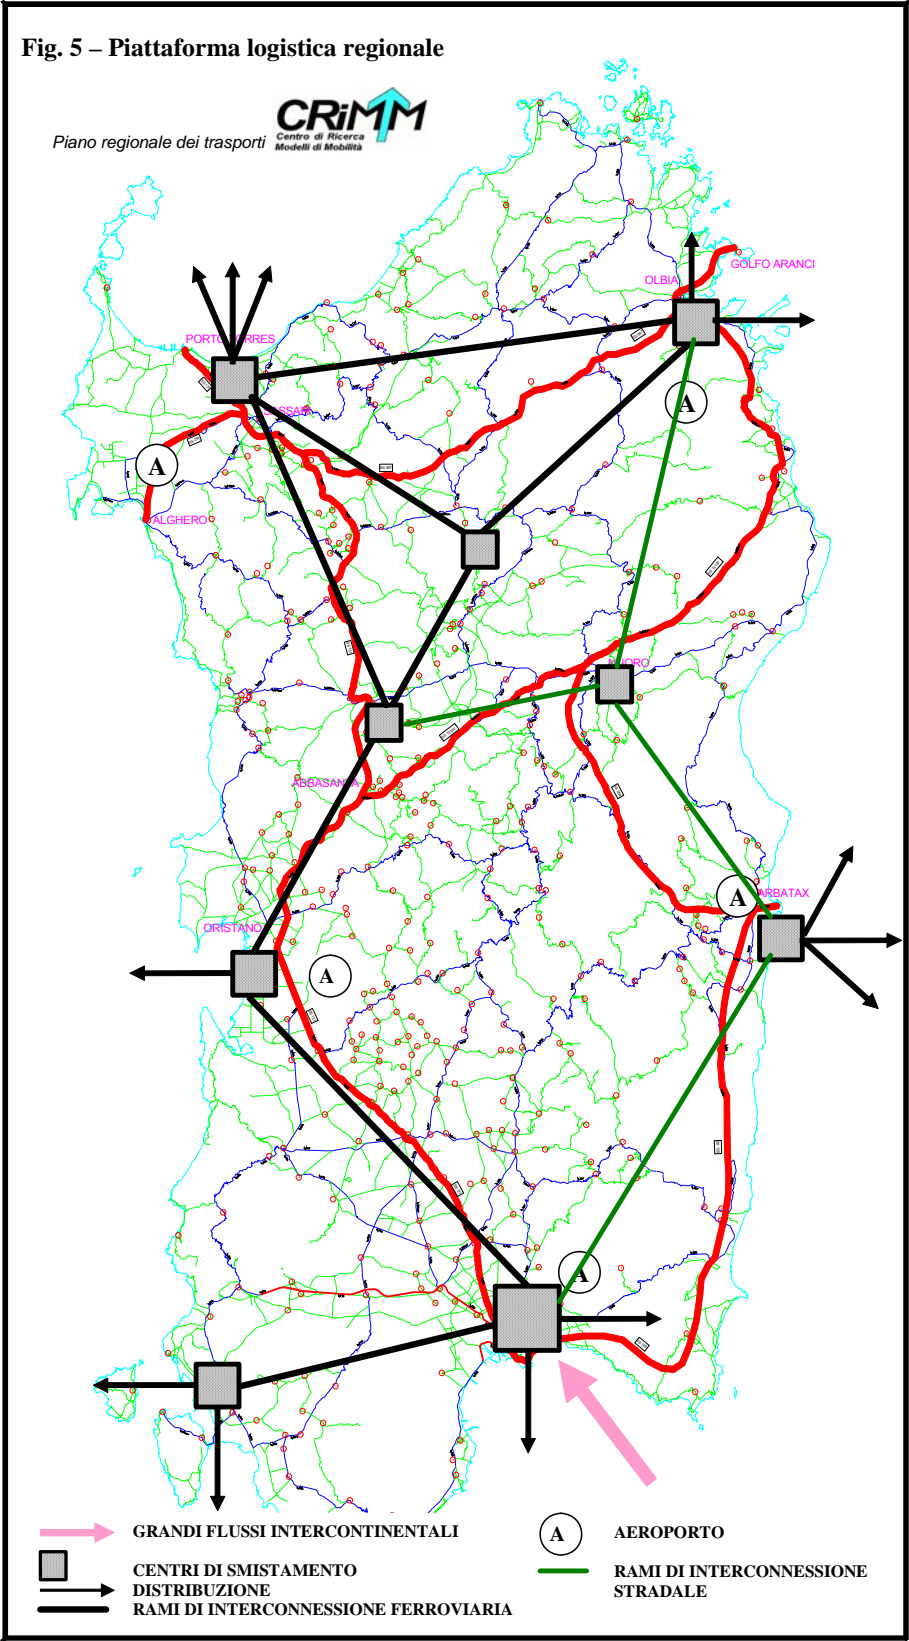 Fig. 5 – Piattaforma logistica regionale
CRiMM
Centro di Ricerca
Modelli di Mobilità
Piano regionale dei trasporti
GOLFO ARANCI
OLBIA
A
A
ALGHERO
ABBASANTA
A
ARBATAX
ORISTANO
A
A
GRANDI FLUSSI INTERCONTINENTALI
CENTRI DI SMISTAMENTO
DISTRIBUZIONE
RAMI DI INTERCONNESSIONE FERROVIARIA
A
AEROPORTO
RAMI DI INTERCONNESSIONE
STRADALE